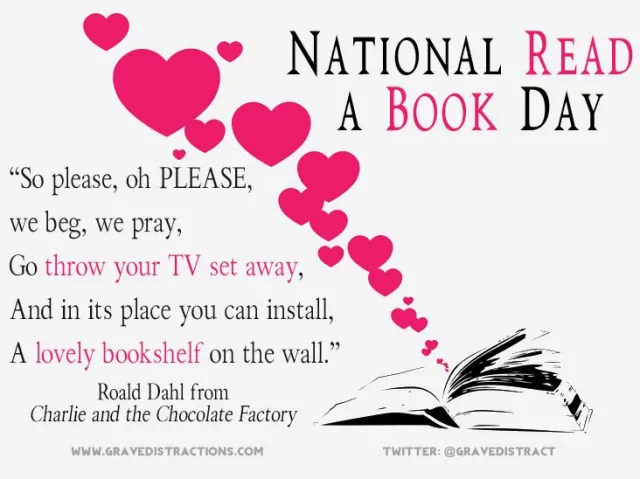 National Read
a Book Day
“So please, oh PLEASE,
we beg, we pray,
Go throw your TV set away,
And in its place you can install,
A lovely bookshelf on the wall.”
Roald Dahl from
Charlie and the Chocolate Factory
WWW.GRAVEDISTRACTIONS.COM
TWITTER: @GRAVEDISTRACT